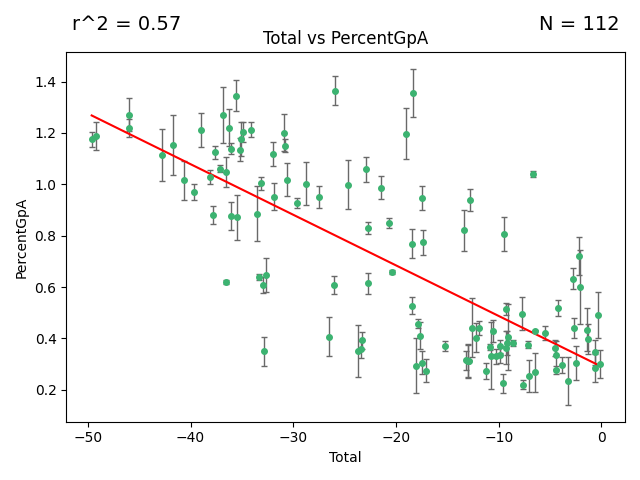 r^2 = 0.57 N = 112
Total vs PercentGpA
1.4
1.2
1.0
0.8
0.6
0.4
0.2
PercentGpA
−50 −40 −30 −20 −10 0
Total